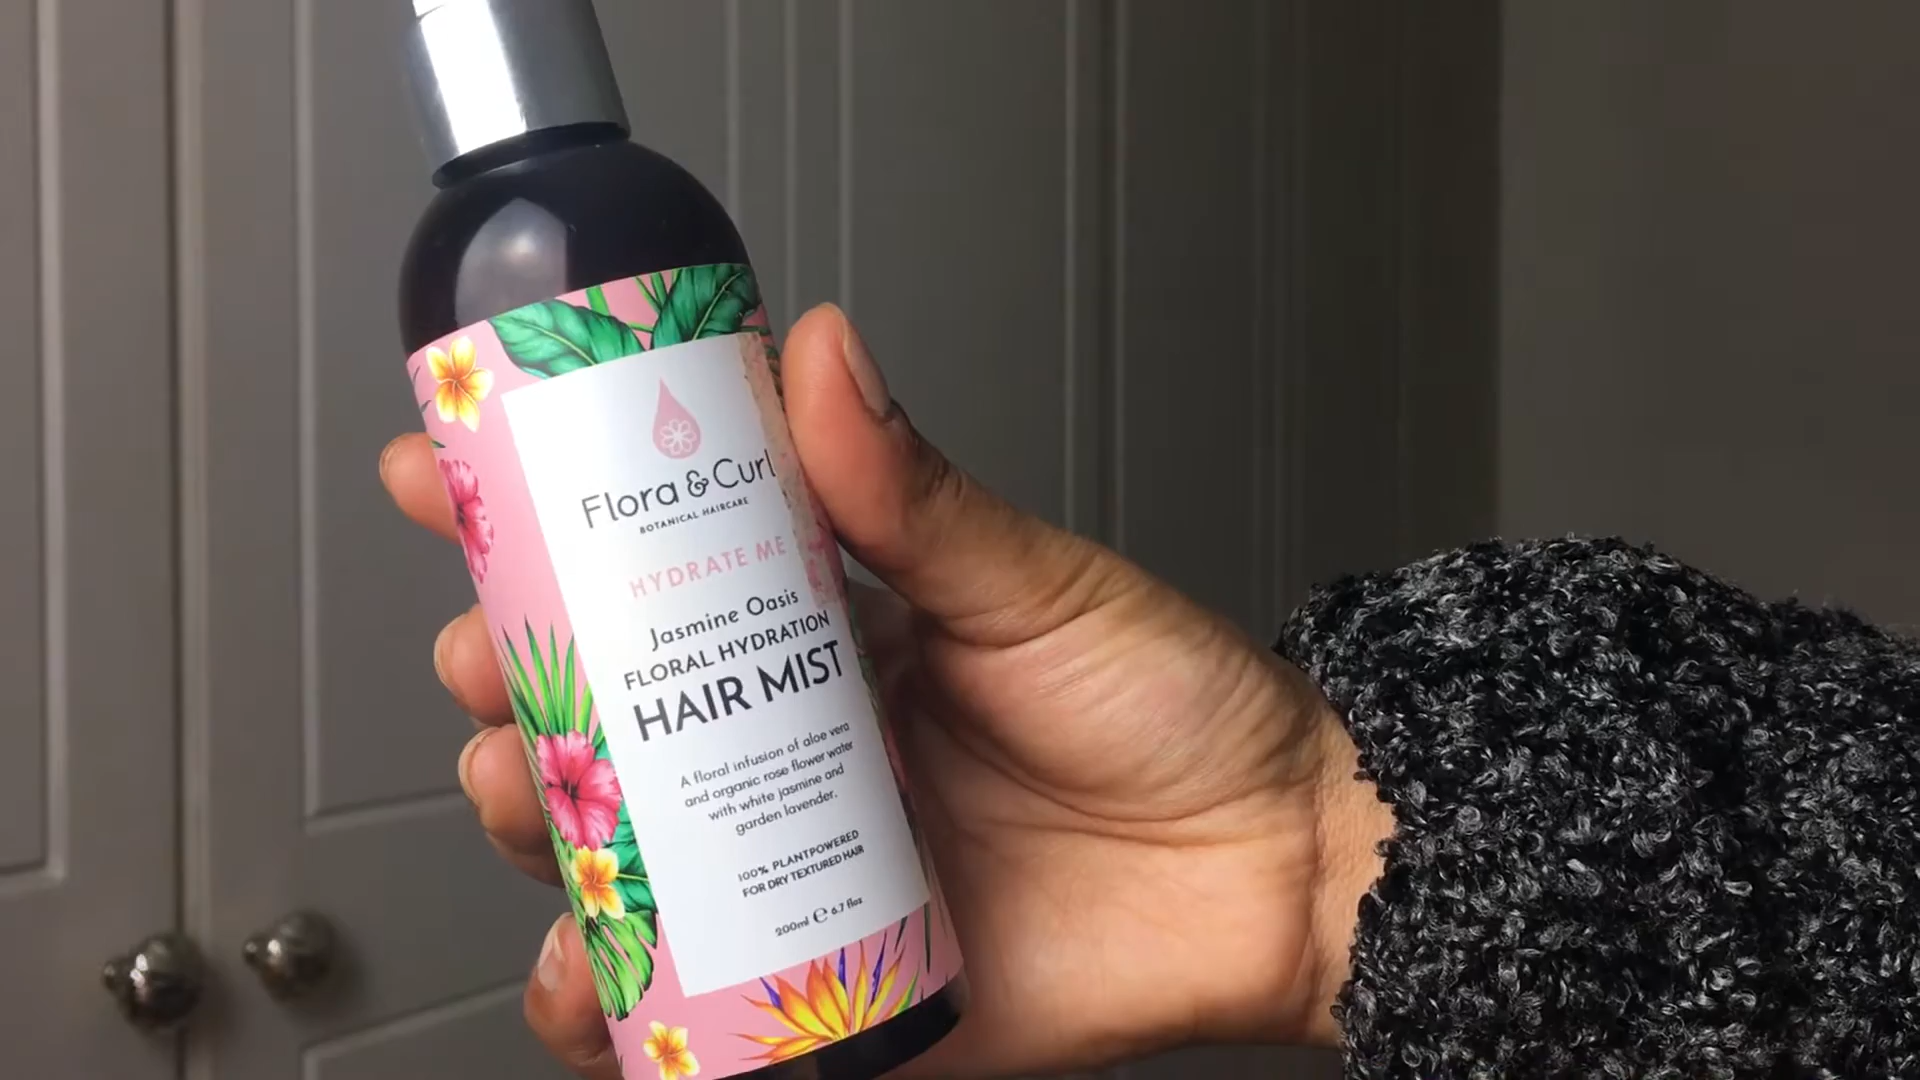 Flora & Curl
BOTANICAL HAIRCARE
HYDRATE ME
Jasmine Oasis
FLORAL HYDRATION
HAIR MIST
A floral infusion of aloe vera
and organic rose flower water
with white jasmine and
garden lavender.
100% PLANTPOWERED
FOR DRY TEXTURED HAIR
200ml ℮ 6.7 floz